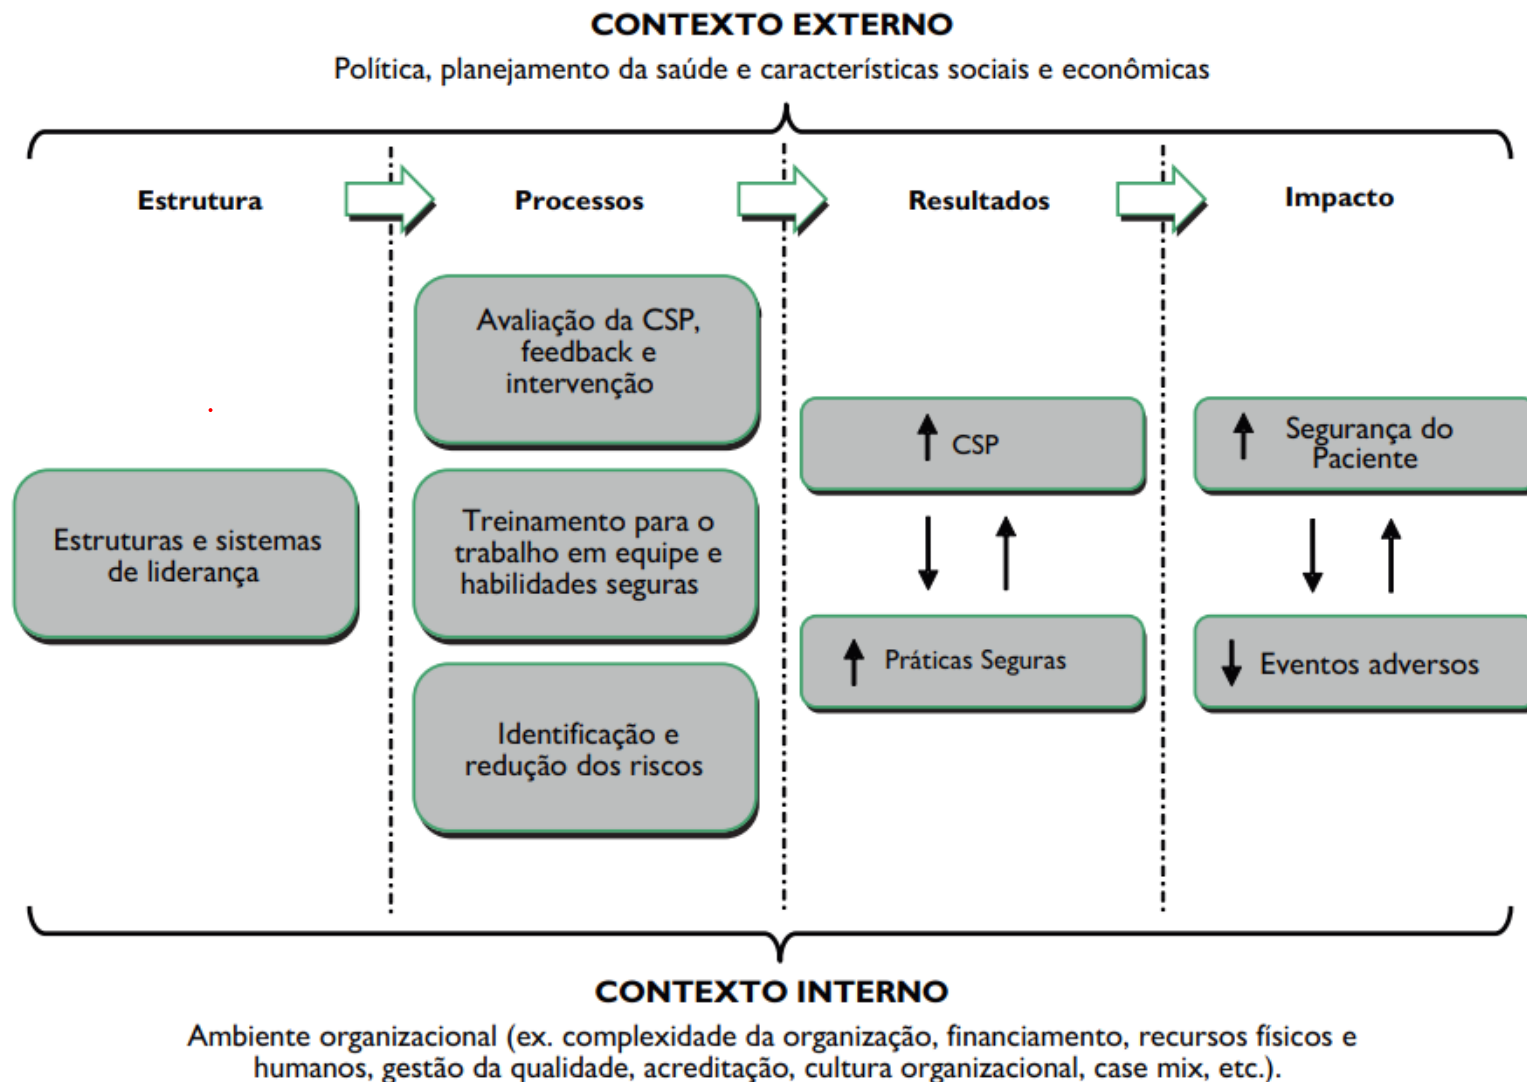 CONTEXTO EXTERNO
Política, planejamento da saúde e características sociais e econômicas
Estrutura
Processos
Resultados
Impacto
Avaliação da CSP,
feedback e
intervenção
Estruturas e sistemas
de liderança
Treinamento para o
trabalho em equipe e
habilidades seguras
Identificação e
redução dos riscos
CSP
Práticas Seguras
Segurança do
Paciente
Eventos adversos
CONTEXTO INTERNO
Ambiente organizacional (ex. complexidade da organização, financiamento, recursos físicos e
humanos, gestão da qualidade, acreditação, cultura organizacional, case mix, etc.).